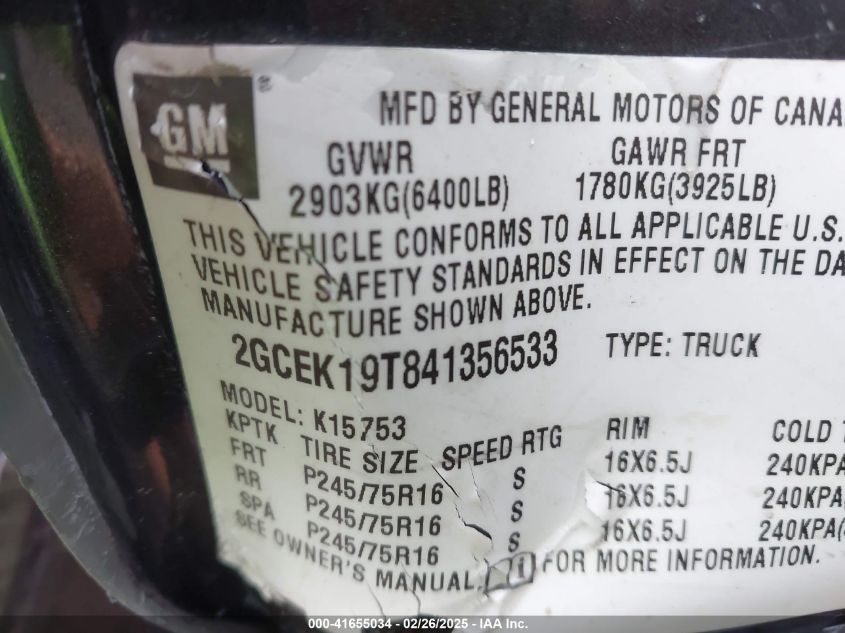 GM ®
MFD BY GENERAL MOTORS OF CANA
GVWR GAWR FRT
2903KG(6400LB) 1780KG(3925LB)
THIS VEHICLE CONFORMS TO ALL APPLICABLE U.S.
VEHICLE SAFETY STANDARDS IN EFFECT ON THE DA
MANUFACTURE SHOWN ABOVE.
2GCEK19T841356533 TYPE: TRUCK
MODEL: K15753
KPTK TIRE SIZE SPEED RTG RIM COLD T
FRT P245/75R16 S 16X6.5J 240KPA
RR P245/75R16 S 16X6.5J 240KPA(
SPA P245/75R16 S 16X6.5J 240KPA(
SEE OWNER'S MANUAL. i FOR MORE INFORMATION.
000-41655034 - 02/26/2025 - IAA Inc.